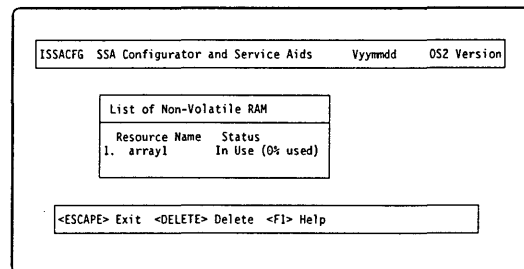 ISSACFG SSA Configurator and Service Aids Vyymmdd OS2 Version
List of Non-Volatile RAM
Resource Name Status
1. array1 In Use (0% used)
<ESCAPE> Exit <DELETE> Delete <F1> Help